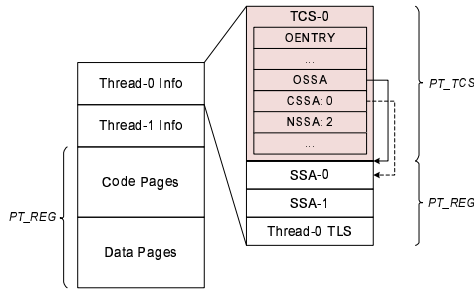 TCS-0
OENTRY
...
OSSA
CSSA: 0
NSSA: 2
...
PT_TCS
Thread-0 Info
Thread-1 Info
Code Pages
Data Pages
PT_REG
SSA-0
SSA-1
Thread-0 TLS
PT_REG